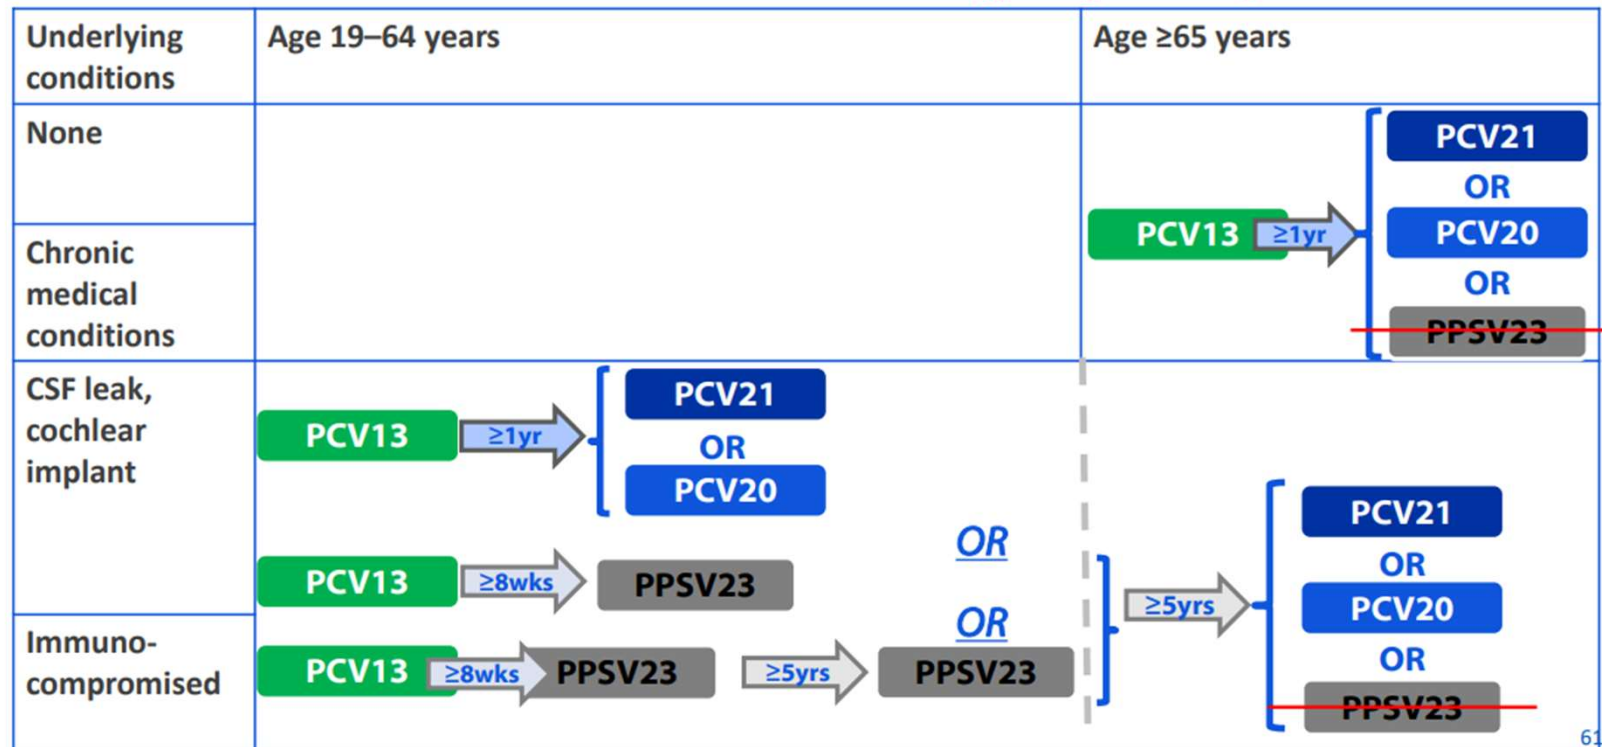 Underlying
conditions
Age 19–64 years
Age ≥65 years
None
PCV13
≥1yr
PCV21
OR
PCV20
OR
PPSV23
Chronic
medical
conditions
CSF leak,
cochlear
implant
PCV13
≥1yr
PCV21
OR
PCV20
OR
PCV13
≥8wks
PPSV23
OR
Immuno-
compromised
PCV13
≥8wks
PPSV23
≥5yrs
PPSV23
≥5yrs
PCV21
OR
PCV20
OR
PPSV23
61